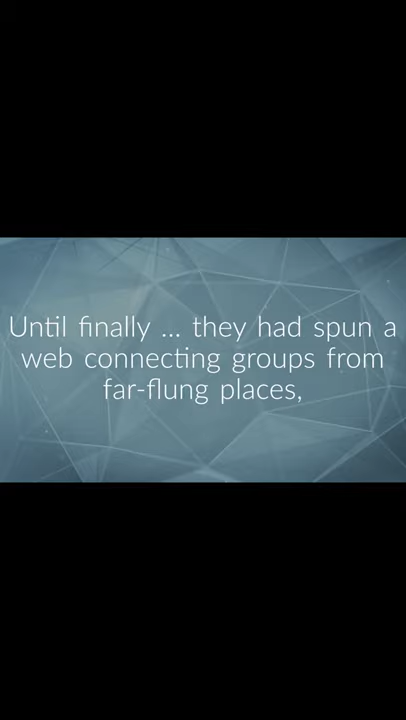 Until finally ... they had spun a
web connecting groups from
far-flung places,